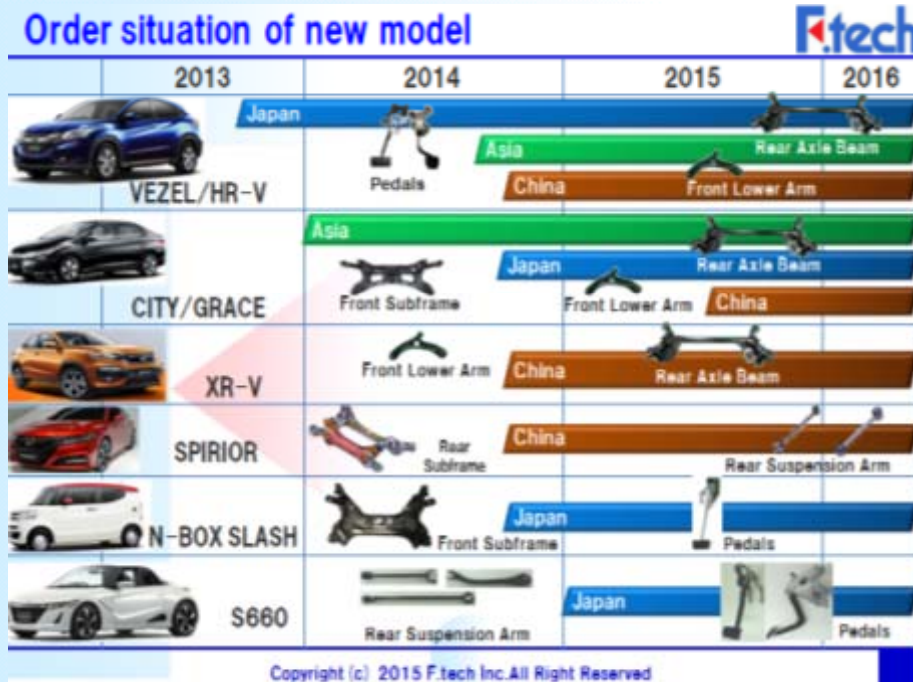 Order situation of new model
F.tech
2013 2014 2015 2016
Japan
Asia
Rear Axle Beam
Pedals
China
Front Lower Arm
VEZEL/HR-V
Asia
Japan
Rear Axle Beam
Front Subframe
Front Lower Arm
China
CITY/GRACE
Front Lower Arm
China
Rear Axle Beam
XR-V
China
Rear
Subframe
Rear Suspension Arm
SPIRIOR
Japan
N-BOX SLASH
Front Subframe
Pedals
Japan
S660
Rear Suspension Arm
Pedals
Copyright (c) 2015 F.tech Inc.All Right Reserved